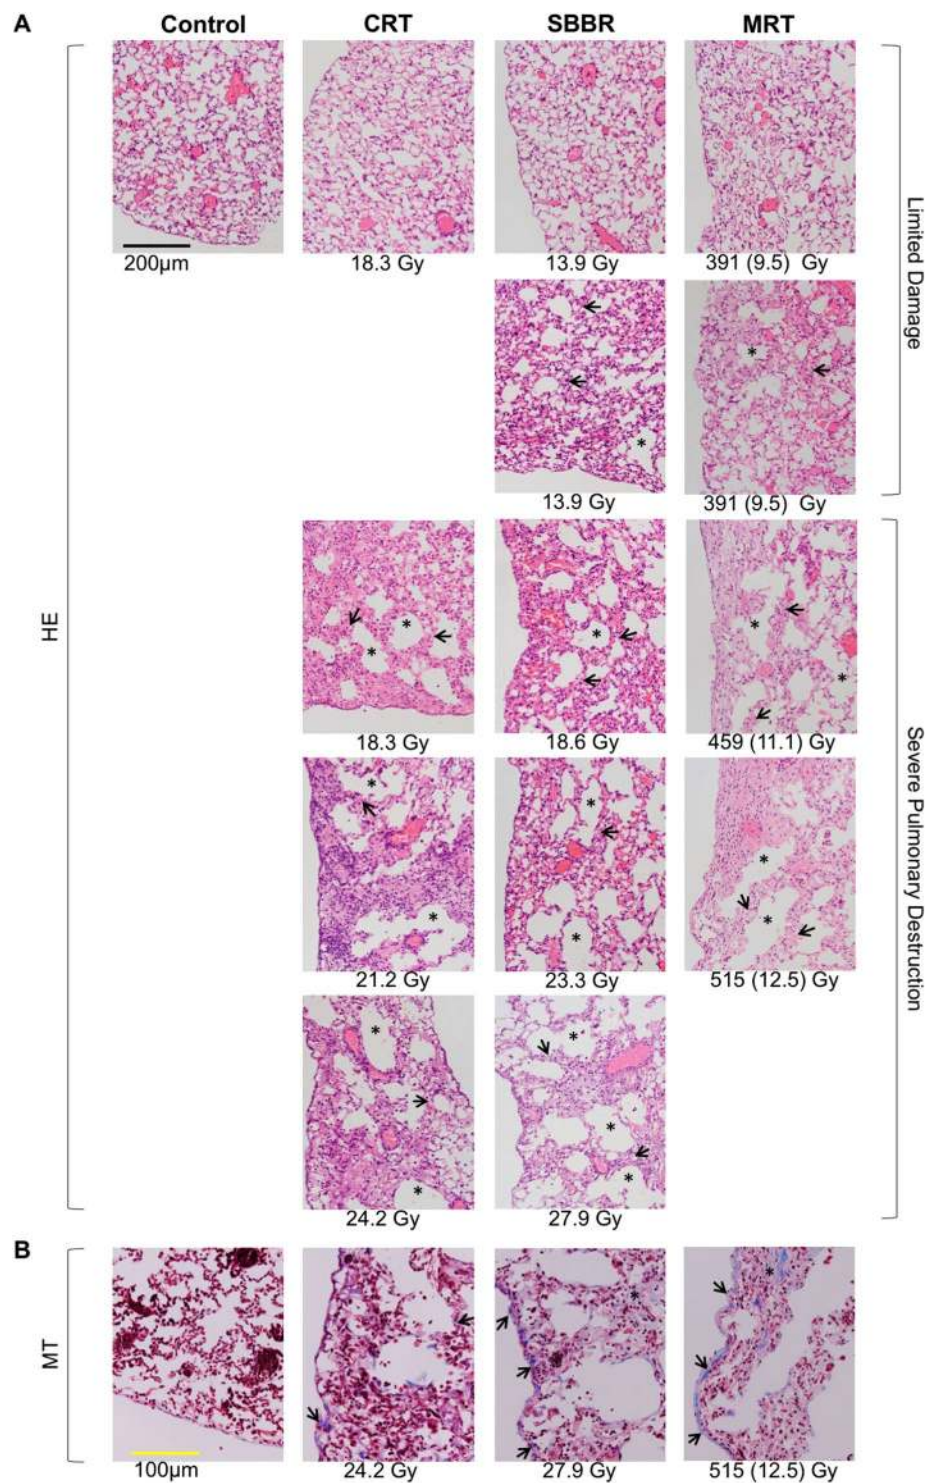 A Control CRT SBBR MRT
200µm 18.3 Gy 13.9 Gy 391 (9.5) Gy
Limited Damage
13.9 Gy 391 (9.5) Gy
HE
18.3 Gy 18.6 Gy 459 (11.1) Gy
Severe Pulmonary Destruction
21.2 Gy 23.3 Gy 515 (12.5) Gy
24.2 Gy 27.9 Gy
B
MT
100µm 24.2 Gy 27.9 Gy 515 (12.5) Gy